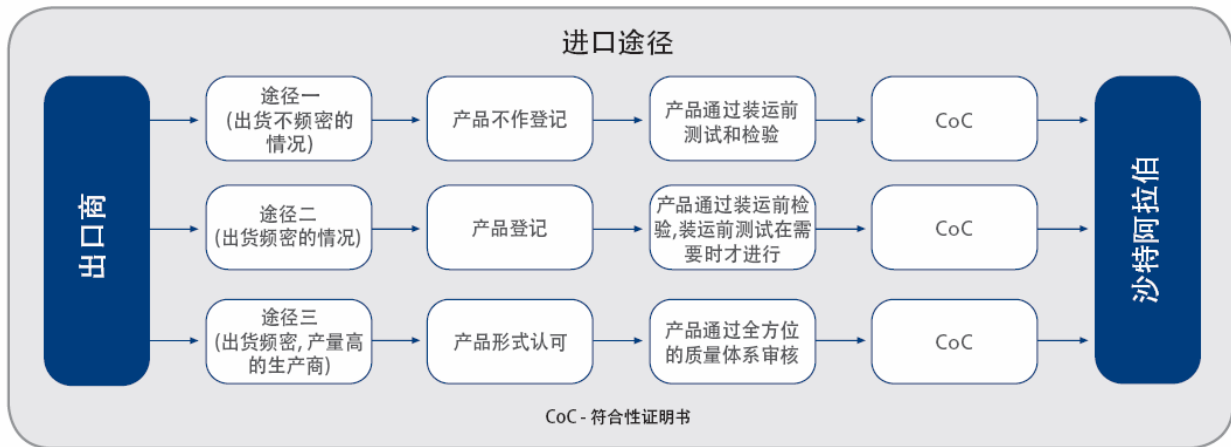 进口途径
出口商
途径一
(出货不频密的
情况)
产品不作登记
产品通过装运前
测试和检验
CoC
途径二
(出货频密的情况)
产品登记
产品通过装运前检
验,装运前测试在需
要时才进行
CoC
途径三
(出货频密, 产量高
的生产商)
产品形式认可
产品通过全方位
的质量体系审核
CoC
沙特阿拉伯
CoC - 符合性证明书